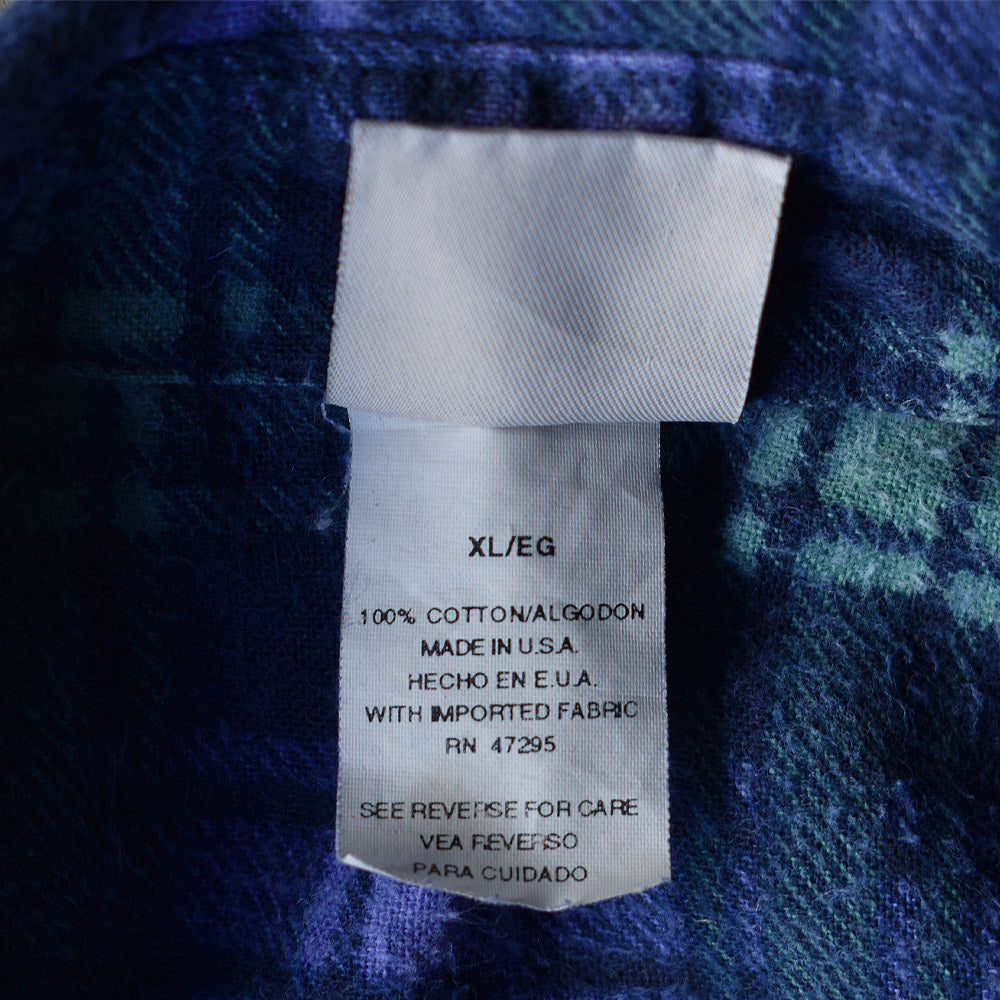 XL/EG
100% COTTON/ALGODON
MADE IN U.S.A.
HECHO EN E.U.A.
WITH IMPORTED FABRIC
RN 47295
SEE REVERSE FOR CARE
VEA REVERSO
PARA CUIDADO